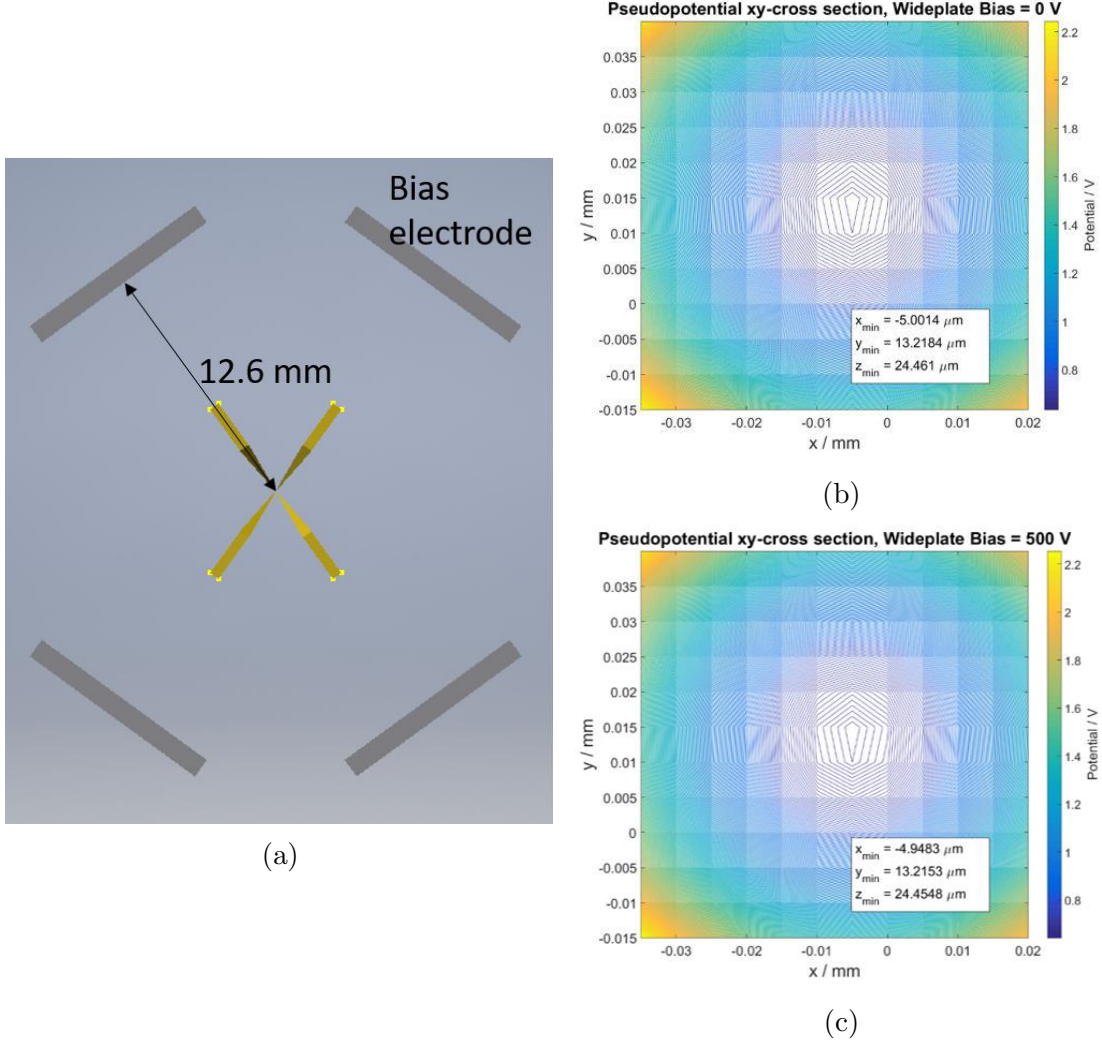 Bias
electrode
12.6 mm
(a)
Pseudopotential xy-cross section, Wideplate Bias = 0 V
0.035
0.03
0.025
0.02
0.015
0.01
0.005
0
-0.005
-0.01
-0.015
y / mm
-0.03
-0.02
-0.01
0
0.01
0.02
x / mm
x min = -5.0014 μm
y min = 13.2184 μm
z min = 24.461 μm
2.2
2
1.8
1.6
1.4
1.2
1
0.8
Potential / V
(b)
Pseudopotential xy-cross section, Wideplate Bias = 500 V
0.035
0.03
0.025
0.02
0.015
0.01
0.005
0
-0.005
-0.01
-0.015
y / mm
-0.03
-0.02
-0.01
0
0.01
0.02
x / mm
x min = -4.9483 μm
y min = 13.2153 μm
z min = 24.4548 μm
2.2
2
1.8
1.6
1.4
1.2
1
0.8
Potential / V
(c)